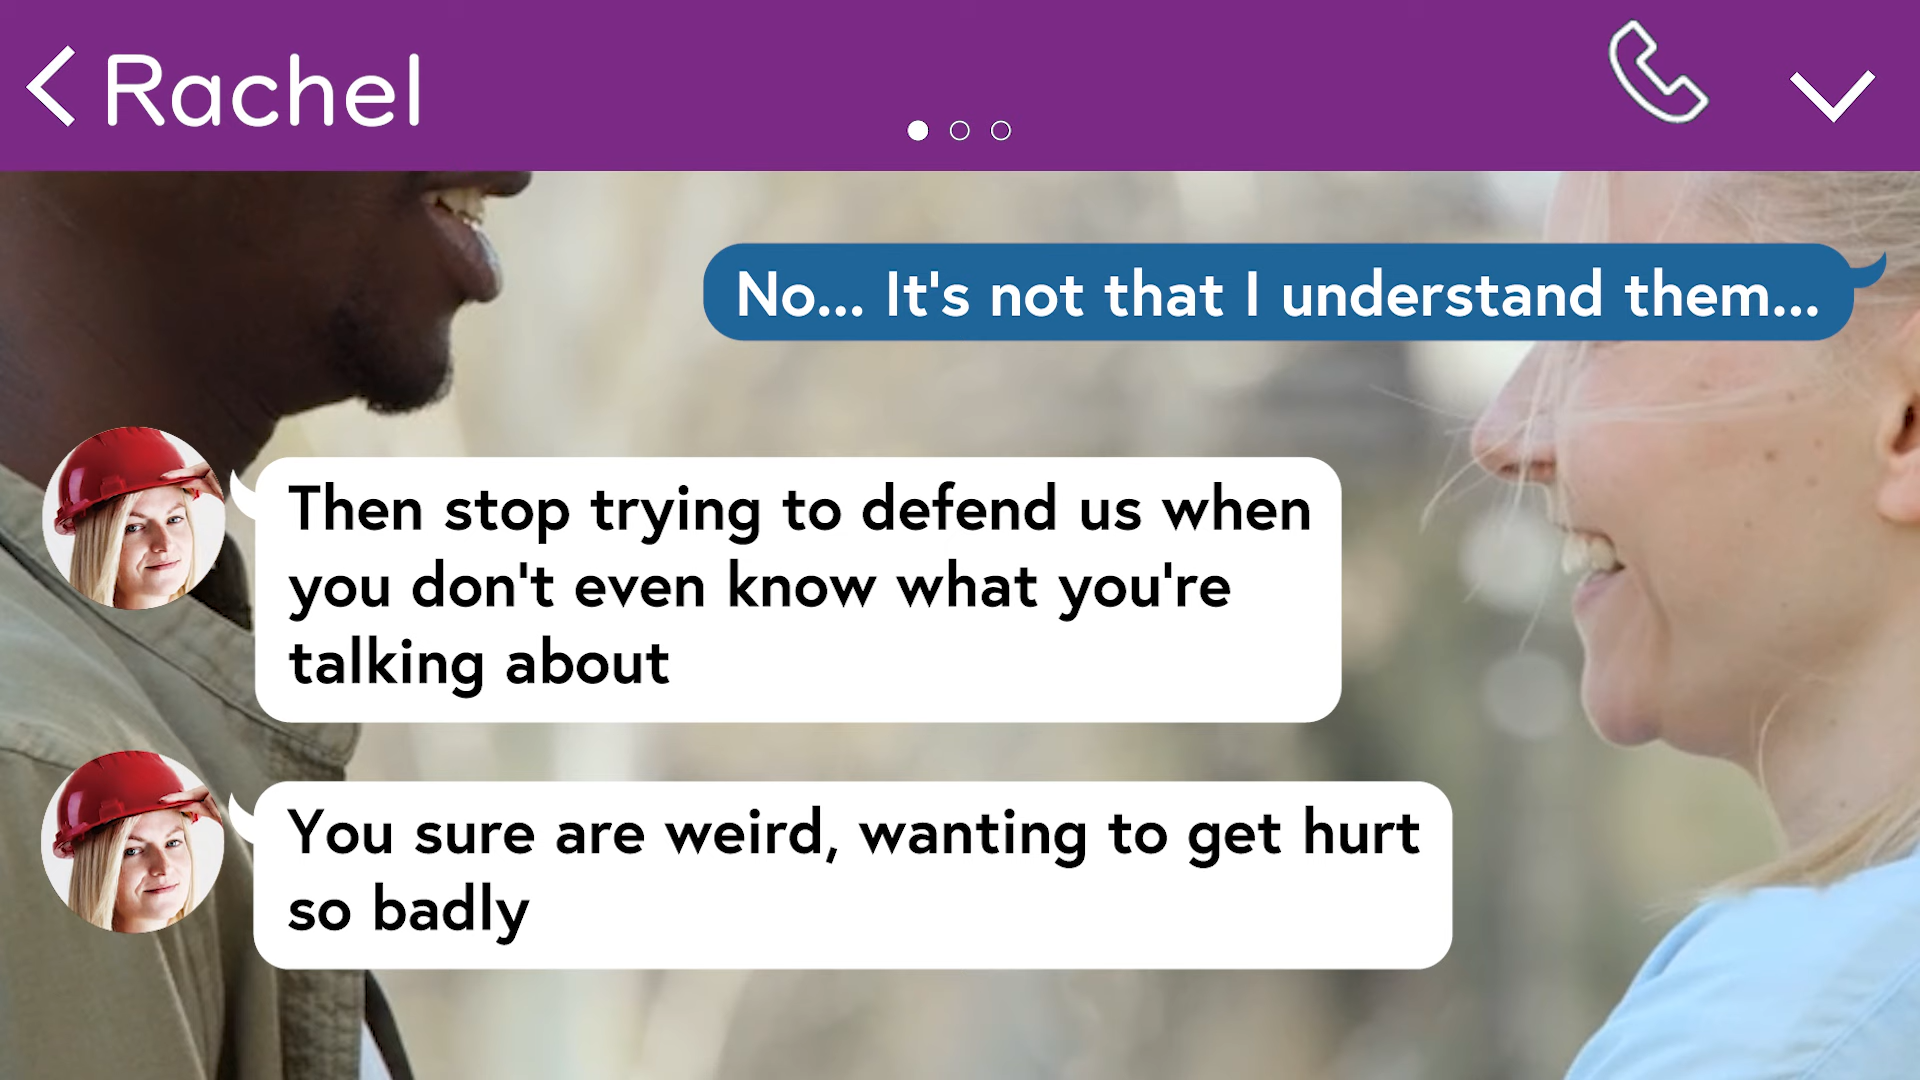 Rachel
No... It's not that I understand them...
Then stop trying to defend us when
you don't even know what you're
talking about
You sure are weird, wanting to get hurt
so badly